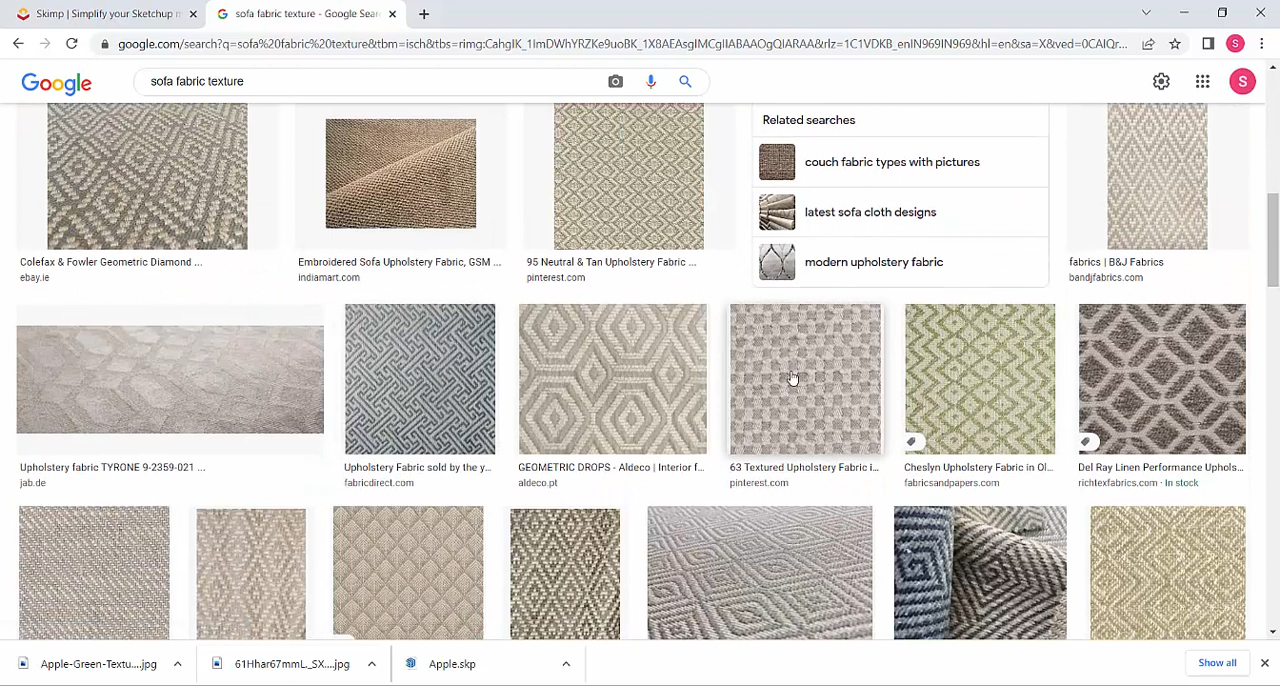 Skimp | Simplify your Sketchup m
sofa fabric texture - Google Sear
google.com/search?q=sofa%20fabric%20texture&tbm=isch&tbs=rimg:CahgIK_1ImDWhYRZKe9uoBK_1X8AEAsgIMCgIIABAAOgQIARAA&rlz=1C1VDKB_enIN969IN969&hl=en&sa=X&ved=0CAIQr...
S
Google
sofa fabric texture
S
Related searches
couch fabric types with pictures
latest sofa cloth designs
modern upholstery fabric
Colefax & Fowler Geometric Diamond ...
ebay.ie
Embroidered Sofa Upholstery Fabric, GSM ...
indiamart.com
95 Neutral & Tan Upholstery Fabric ...
pinterest.com
fabrics | B&J Fabrics
bandjfabrics.com
Upholstery fabric TYRONE 9-2359-021 ...
jab.de
Upholstery Fabric sold by the y...
fabricdirect.com
GEOMETRIC DROPS - Aldeco | Interior f...
aldeco.pt
63 Textured Upholstery Fabric i...
pinterest.com
Cheslyn Upholstery Fabric in Ol...
fabricsandpapers.com
Del Ray Linen Performance Uphols...
richtexfabrics.com · In stock
Apple-Green-Textu....jpg
61Hhar67mmL._SX....jpg
Apple.skp
Show all